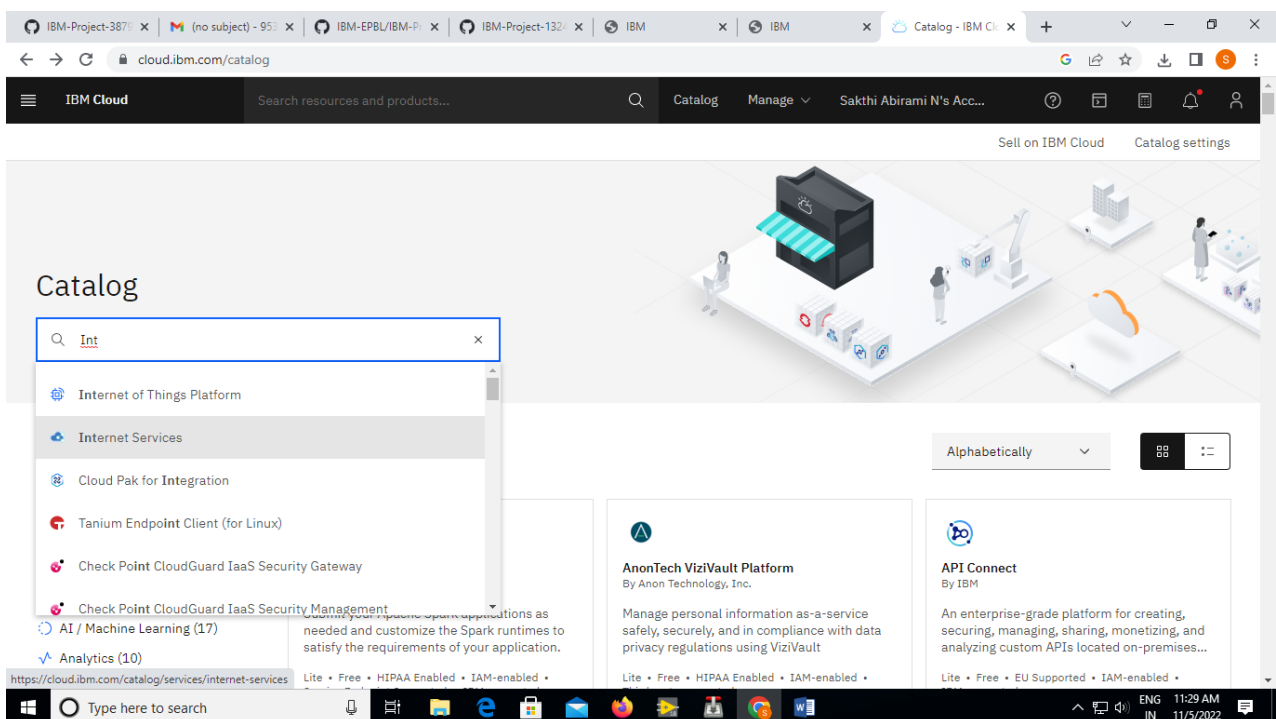 IBM-Project-3879
(no subject) - 953
IBM-EPBL/IBM-Pr
IBM-Project-1324
IBM
IBM
Catalog - IBM Cl
cloud.ibm.com/catalog
G
S
IBM Cloud
Search resources and products...
Catalog
Manage
Sakthi Abirami N's Acc...
Sell on IBM Cloud
Catalog settings
Catalog
Int
Internet of Things Platform
Internet Services
Cloud Pak for Integration
Tanium Endpoint Client (for Linux)
Check Point CloudGuard IaaS Security Gateway
Check Point CloudGuard IaaS Security Management
Alphabetically
AI / Machine Learning (17)
Analytics (10)
Submit your Apache Spark applications as
needed and customize the Spark runtimes to
satisfy the requirements of your application.
Lite • Free • HIPAA Enabled • IAM-enabled •
AnonTech ViziVault Platform
By Anon Technology, Inc.
Manage personal information as-a-service
safely, securely, and in compliance with data
privacy regulations using ViziVault
Lite • Free • HIPAA Enabled • IAM-enabled •
API Connect
By IBM
An enterprise-grade platform for creating,
securing, managing, sharing, monetizing, and
analyzing custom APIs located on-premises...
Lite • Free • EU Supported • IAM-enabled •
https://cloud.ibm.com/catalog/services/internet-services
Type here to search
ENG
IN
11:29 AM
11/5/2022